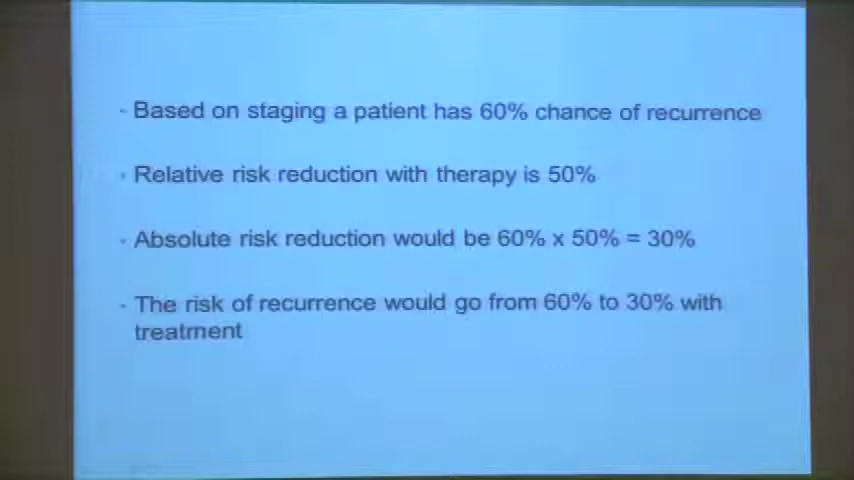 - Based on staging a patient has 60% chance of recurrence
- Relative risk reduction with therapy is 50%
- Absolute risk reduction would be 60% x 50% = 30%
- The risk of recurrence would go from 60% to 30% with
treatment